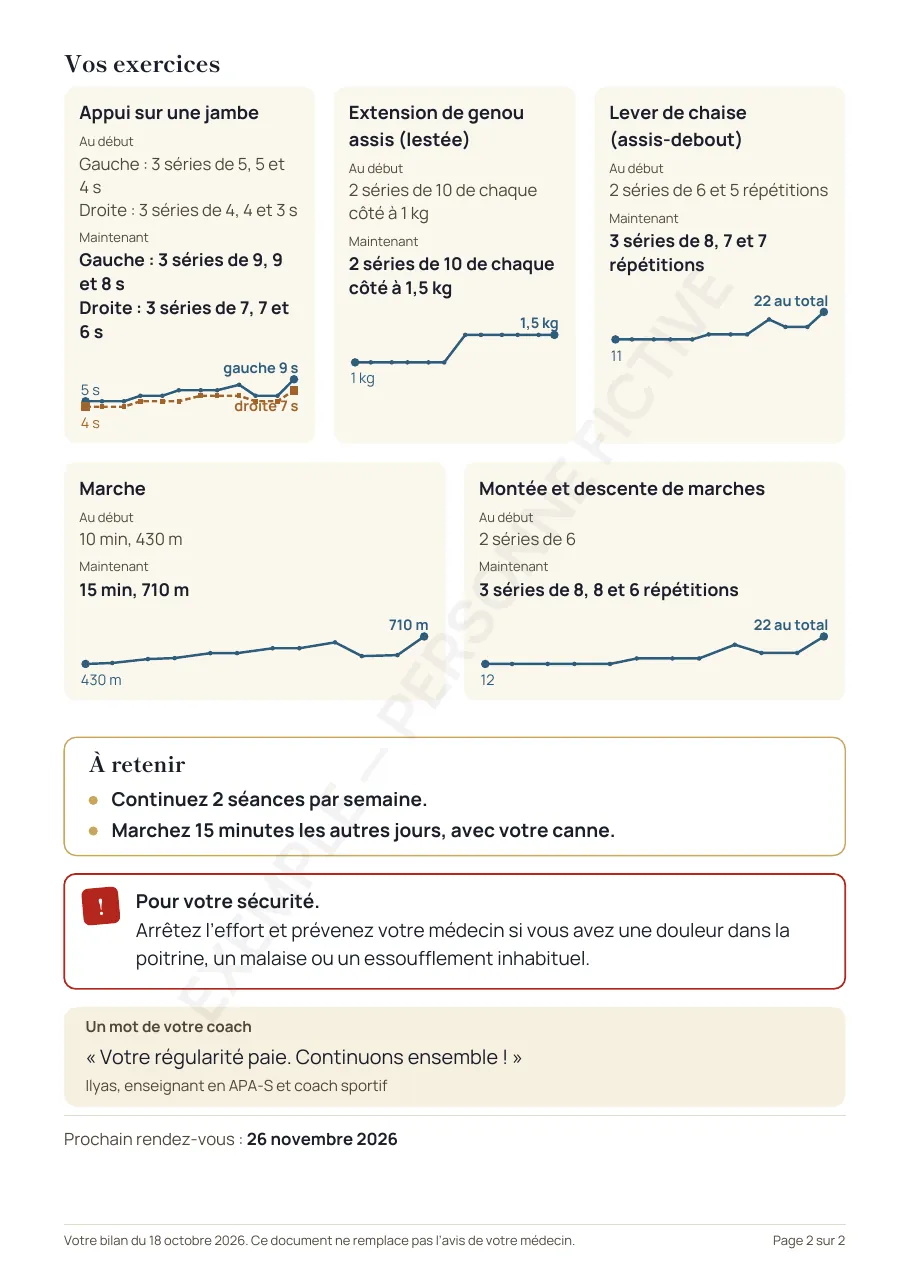 Vos exercices
Appui sur une jambe
Au début
Gauche : 3 séries de 5, 5 et
4 s
Droite : 3 séries de 4, 4 et 3 s
Maintenant
Gauche : 3 séries de 9, 9
et 8 s
Droite : 3 séries de 7, 7 et
6 s
gauche 9 s
5 s
droite 7 s
4 s
Extension de genou
assis (lestée)
Au début
2 séries de 10 de chaque
côté à 1 kg
Maintenant
2 séries de 10 de chaque
côté à 1,5 kg
1,5 kg
1 kg
Lever de chaise
(assis-debout)
Au début
2 séries de 6 et 5 répétitions
Maintenant
3 séries de 8, 7 et 7
répétitions
22 au total
11
Marche
Au début
10 min, 430 m
Maintenant
15 min, 710 m
710 m
430 m
Montée et descente de marches
Au début
2 séries de 6
Maintenant
3 séries de 8, 8 et 6 répétitions
22 au total
12
EXEMPLE — PERSONNE FICTIVE
À retenir
Continuez 2 séances par semaine.
Marchez 15 minutes les autres jours, avec votre canne.
!
Pour votre sécurité.
Arrêtez l'effort et prévenez votre médecin si vous avez une douleur dans la
poitrine, un malaise ou un essoufflement inhabituel.
Un mot de votre coach
« Votre régularité paie. Continuons ensemble ! »
Ilyas, enseignant en APA-S et coach sportif
Prochain rendez-vous : 26 novembre 2026
Votre bilan du 18 octobre 2026. Ce document ne remplace pas l'avis de votre médecin.
Page 2 sur 2